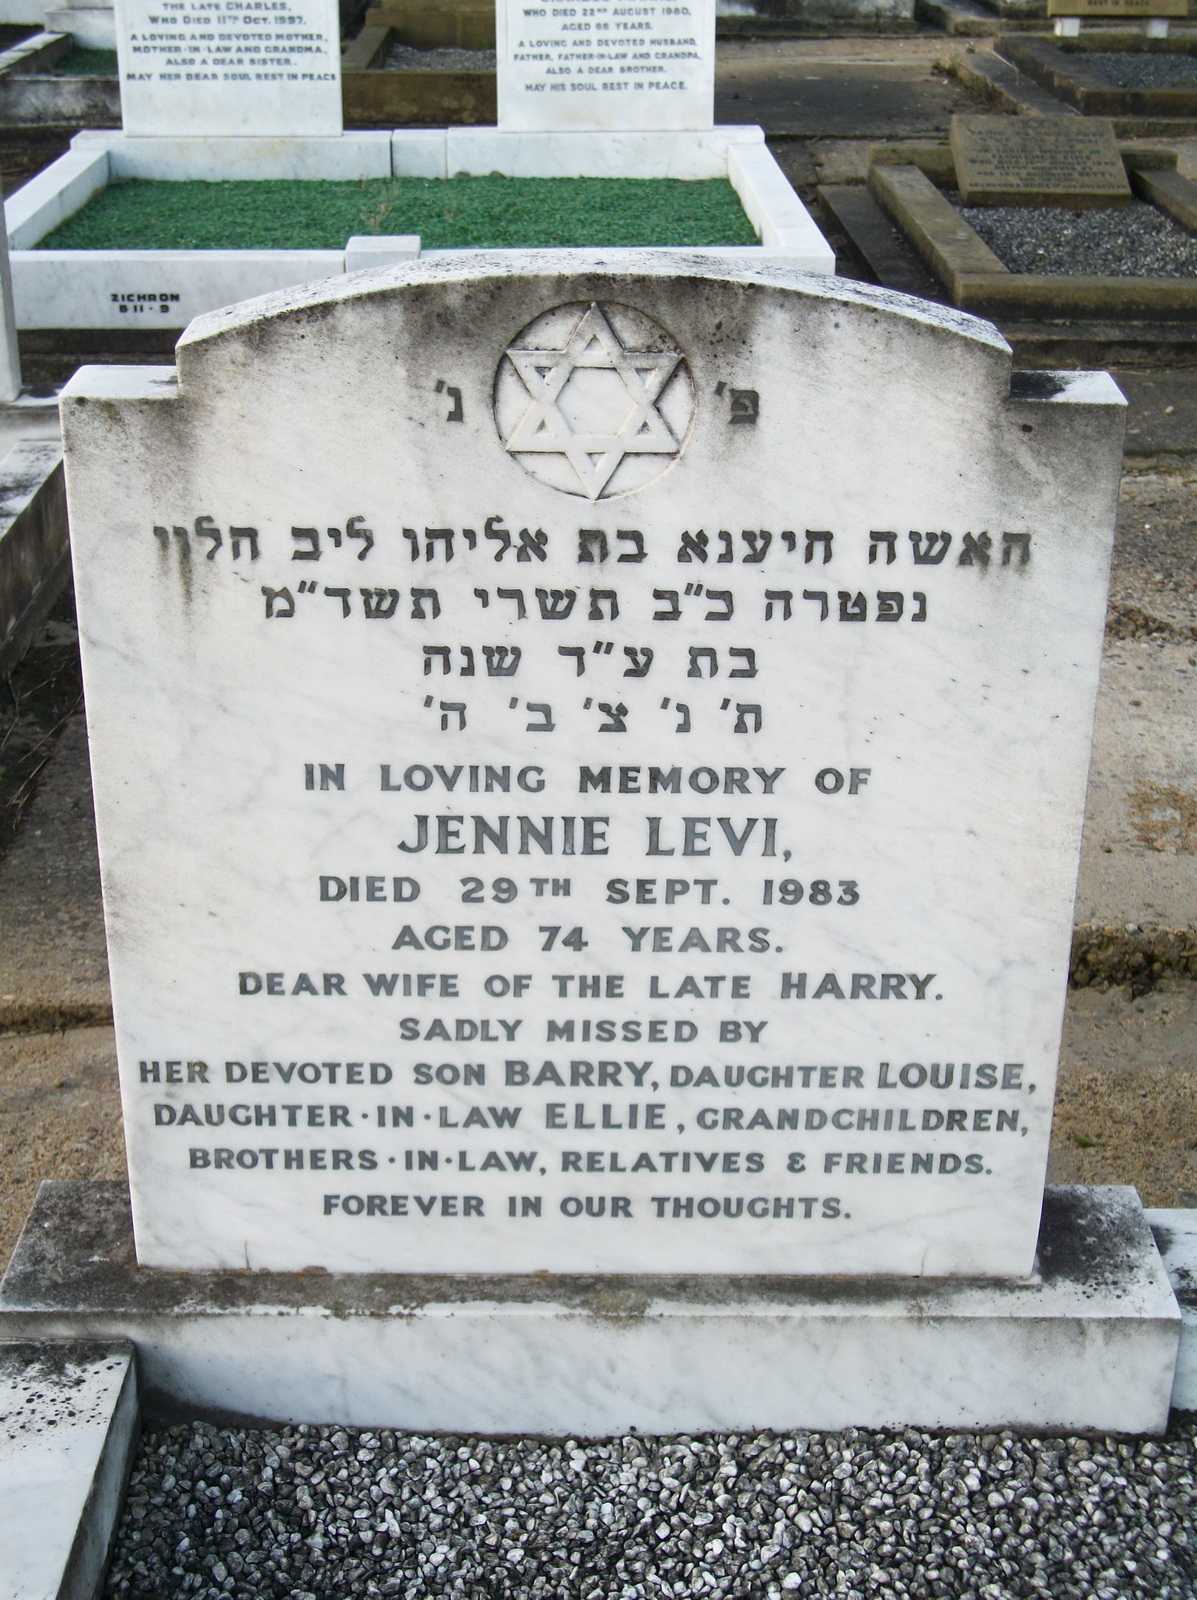 THE LATE CHARLES,
WHO DIED 11TH OCT. 1997.
A LOVING AND DEVOTED MOTHER,
MOTHER-IN-LAW AND GRANDMA,
ALSO A DEAR SISTER.
MAY HER DEAR SOUL REST IN PEACE
WHO DIED 22ND AUGUST 1980,
AGED 66 YEARS.
A LOVING AND DEVOTED HUSBAND,
FATHER, FATHER-IN-LAW AND GRANDPA,
ALSO A DEAR BROTHER.
MAY HIS SOUL REST IN PEACE.
ZICHRON
B 11 · 9
פ' נ'
האשה חיענא בת אליהו ליב הלוי
נפטרה כ"ב תשרי תשד"מ
בת ע"ד שנה
ת' נ' צ' ב' ה'
IN LOVING MEMORY OF
JENNIE LEVI,
DIED 29TH SEPT. 1983
AGED 74 YEARS.
DEAR WIFE OF THE LATE HARRY.
SADLY MISSED BY
HER DEVOTED SON BARRY, DAUGHTER LOUISE,
DAUGHTER·IN·LAW ELLIE, GRANDCHILDREN,
BROTHERS·IN·LAW, RELATIVES & FRIENDS.
FOREVER IN OUR THOUGHTS.